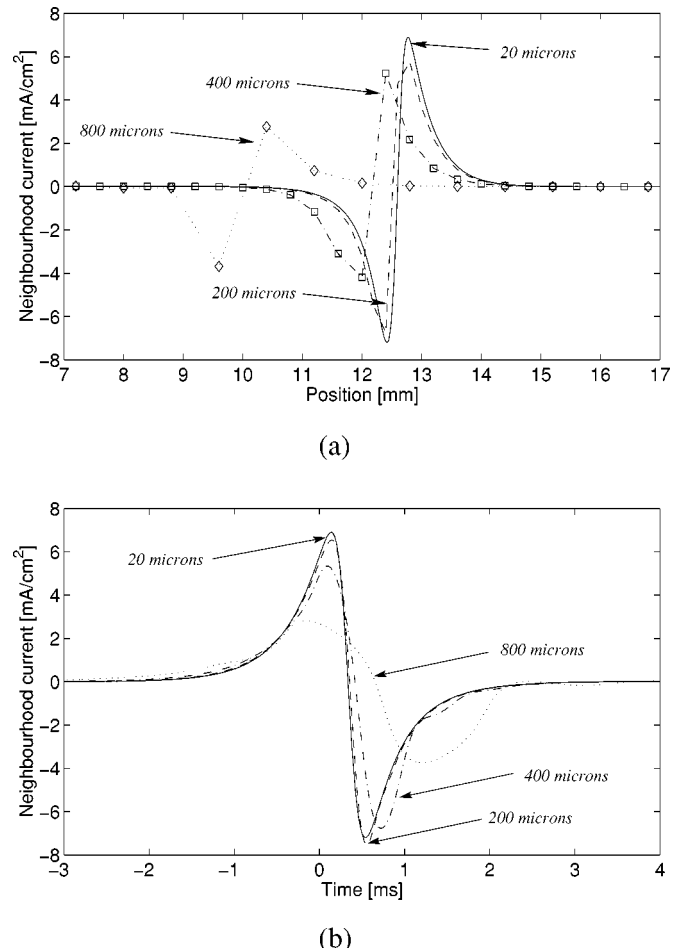 8
6
4
2
0
−2
−4
−6
−8
Neighbourhood current [mA/cm²]
20 microns
400 microns
800 microns
200 microns
7 8 9 10 11 12 13 14 15 16 17
Position [mm]
(a)
8
6
4
2
0
−2
−4
−6
−8
Neighbourhood current [mA/cm²]
20 microns
800 microns
400 microns
200 microns
−3 −2 −1 0 1 2 3 4
Time [ms]
(b)